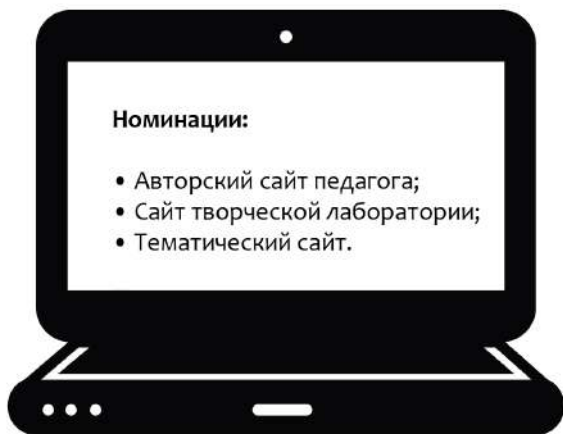 Номинации:
• Авторский сайт педагога;
• Сайт творческой лаборатории;
• Тематический сайт.